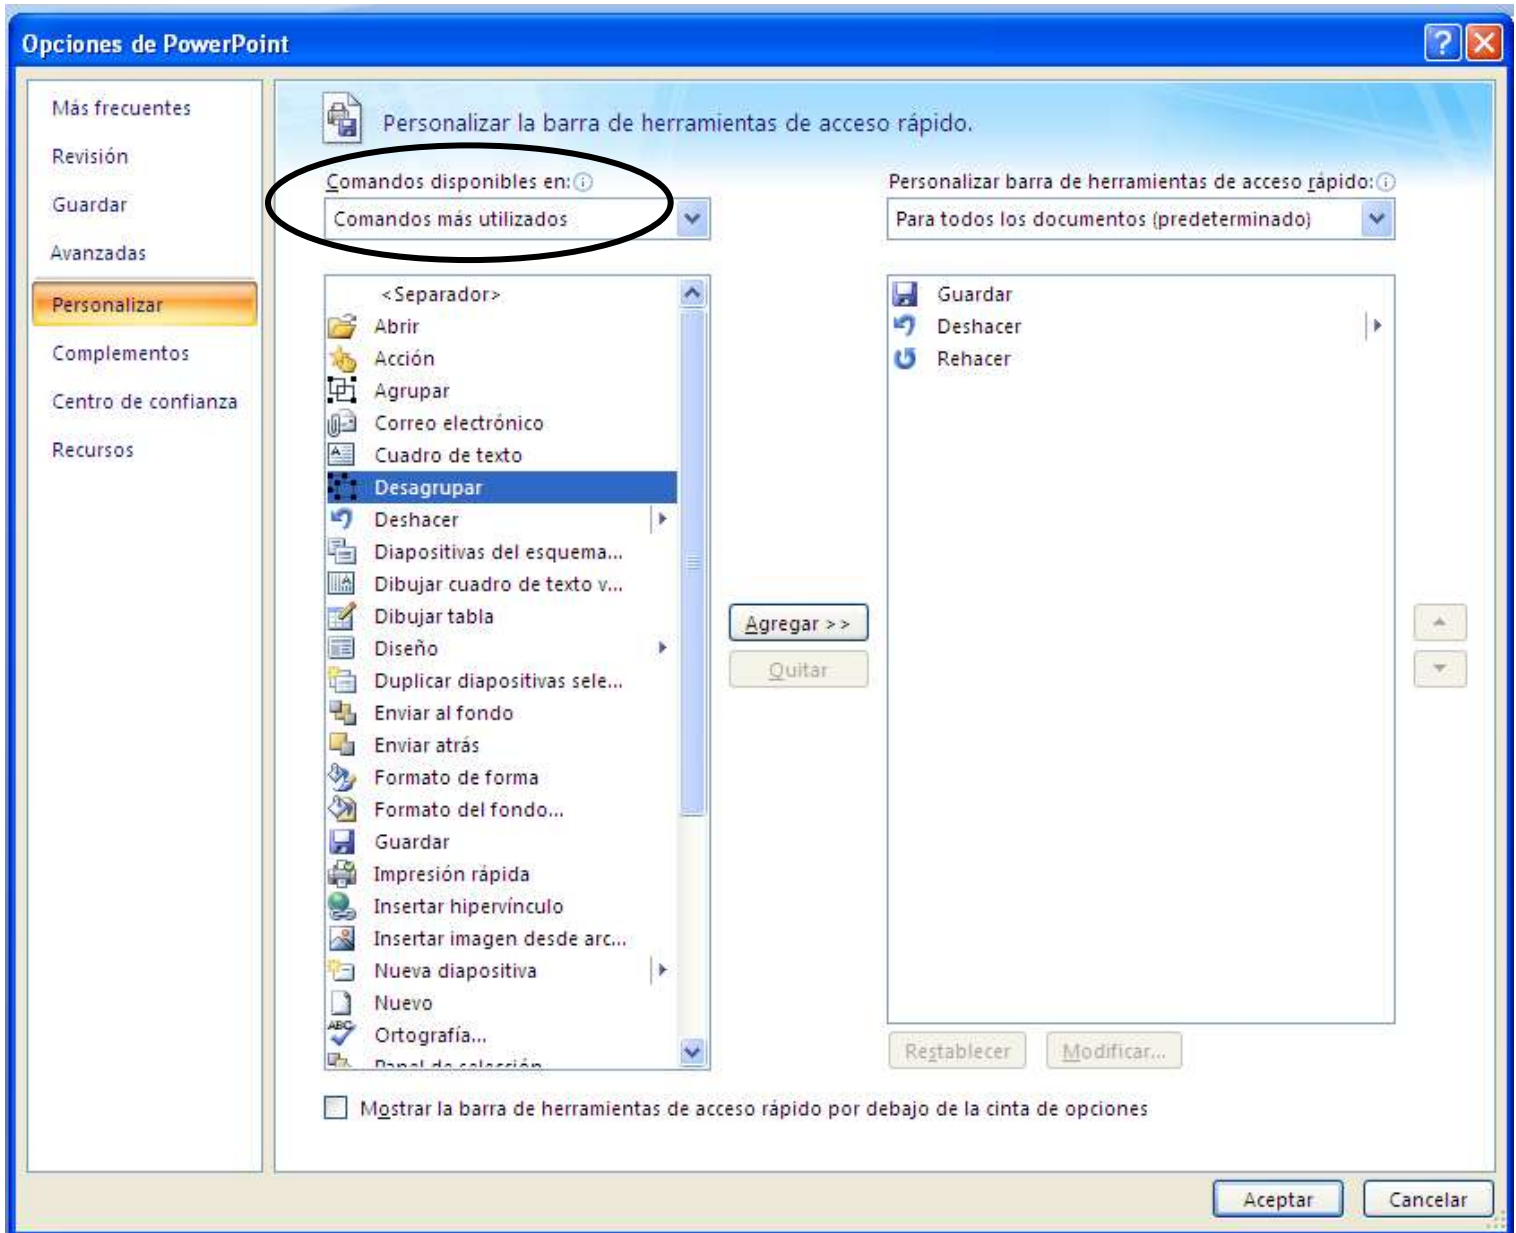 Opciones de PowerPoint
Más frecuentes
Revisión
Guardar
Avanzadas
Personalizar
Complementos
Centro de confianza
Recursos
Personalizar la barra de herramientas de acceso rápido.
Comandos disponibles en:
Comandos más utilizados
<Separador>
Abrir
Acción
Agrupar
Correo electrónico
Cuadro de texto
Desagrupar
Deshacer
Diapositivas del esquema...
Dibujar cuadro de texto v...
Dibujar tabla
Diseño
Duplicar diapositivas sele...
Enviar al fondo
Enviar atrás
Formato de forma
Formato del fondo...
Guardar
Impresión rápida
Insertar hipervínculo
Insertar imagen desde arc...
Nueva diapositiva
Nuevo
Ortografía...
Panel de selección
Agregar >>
Quitar
Personalizar barra de herramientas de acceso rápido:
Para todos los documentos (predeterminado)
Guardar
Deshacer
Rehacer
Restablecer
Modificar...
Mostrar la barra de herramientas de acceso rápido por debajo de la cinta de opciones
Aceptar
Cancelar